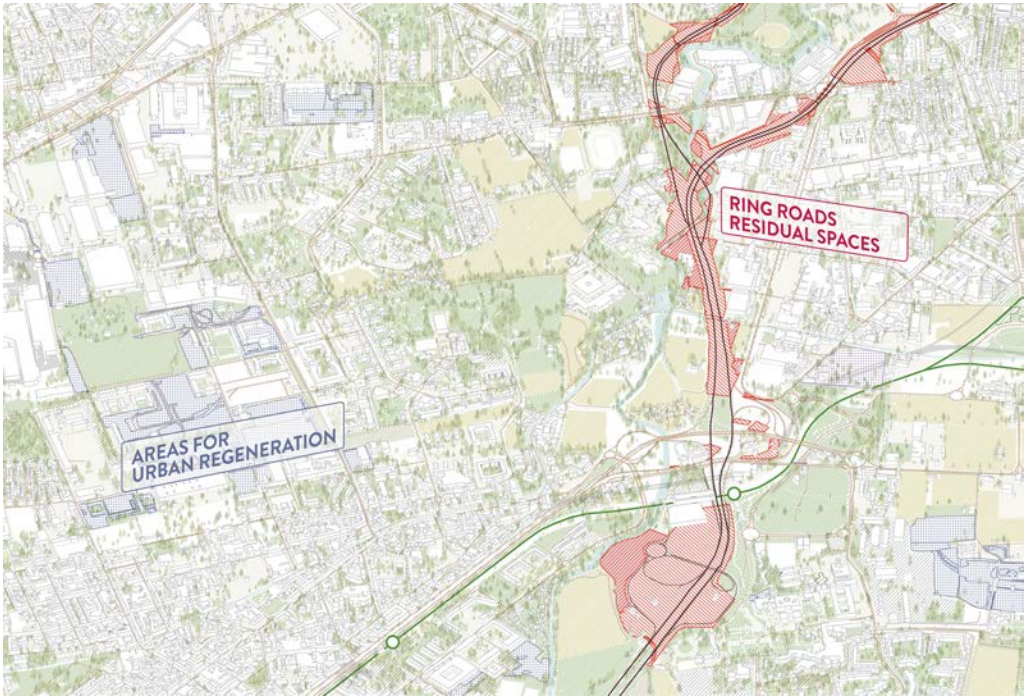 RING ROADS
RESIDUAL SPACES
AREAS FOR
URBAN REGENERATION